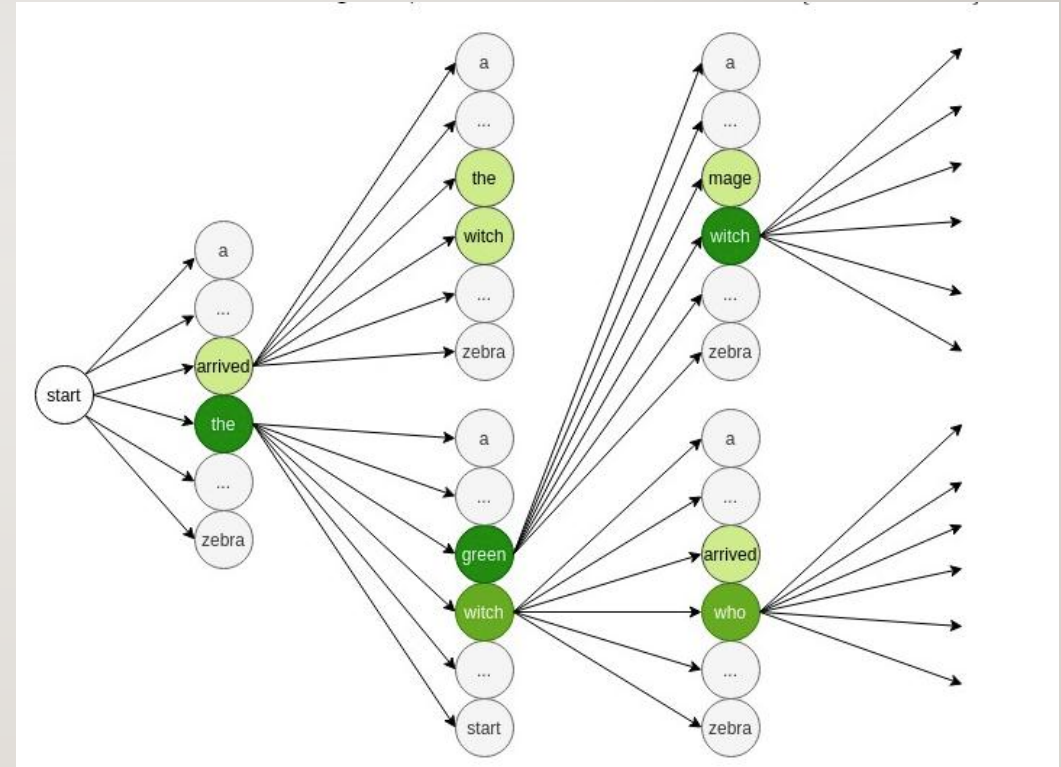 start
a
...
arrived
the
...
zebra
a
...
the
witch
...
zebra
a
...
green
witch
...
start
a
...
mage
witch
...
zebra
a
...
arrived
who
...
zebra